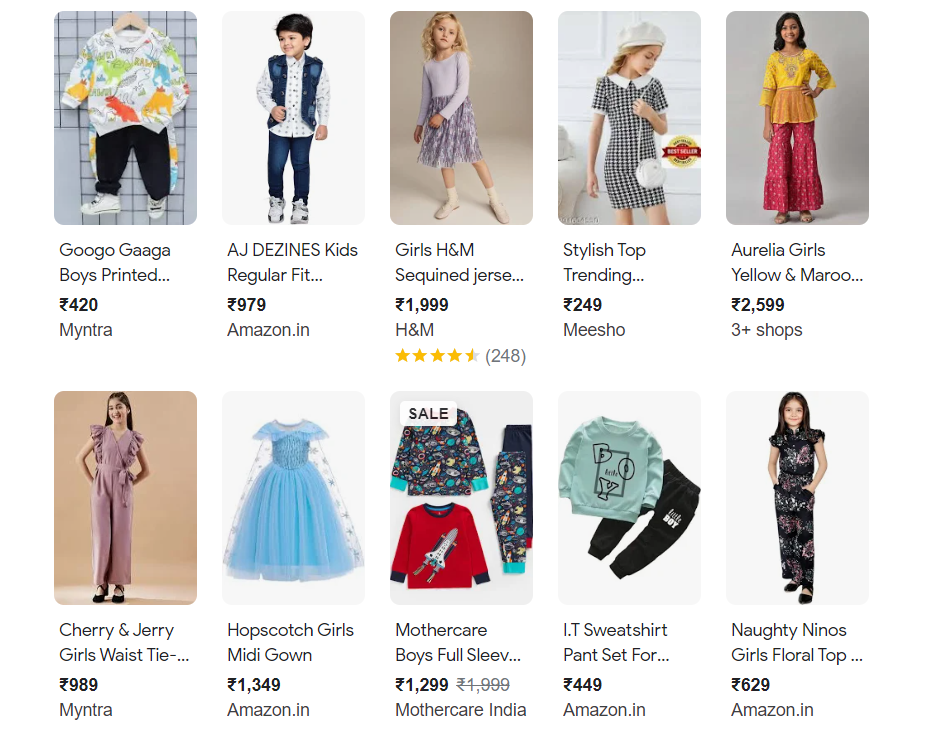 BEST SELLER
Googo Gaaga
Boys Printed...
₹420
Myntra
AJ DEZINES Kids
Regular Fit...
₹979
Amazon.in
Girls H&M
Sequined jerse...
₹1,999
H&M
(248)
Stylish Top
Trending...
₹249
Meesho
Aurelia Girls
Yellow & Maroo...
₹2,599
3+ shops
SALE
BOY
little
little
BOY
Cherry & Jerry
Girls Waist Tie-...
₹989
Myntra
Hopscotch Girls
Midi Gown
₹1,349
Amazon.in
Mothercare
Boys Full Sleev...
₹1,299 ₹1,999
Mothercare India
I.T Sweatshirt
Pant Set For...
₹449
Amazon.in
Naughty Ninos
Girls Floral Top ...
₹629
Amazon.in